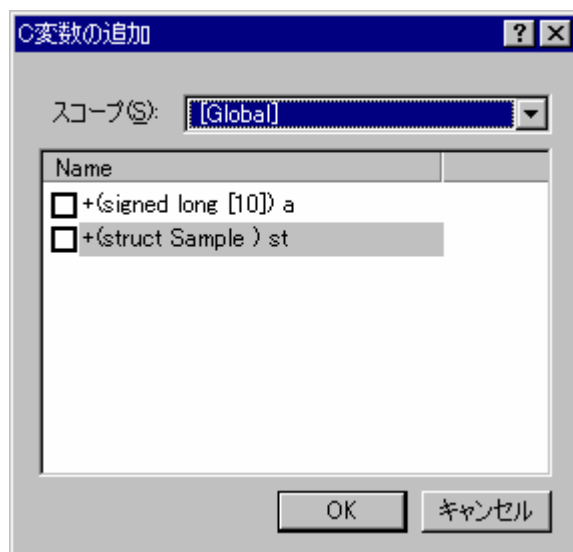 C変数の追加
スコープ(S): [Global]
Name
+(signed long [10]) a
+(struct Sample ) st
OK キャンセル